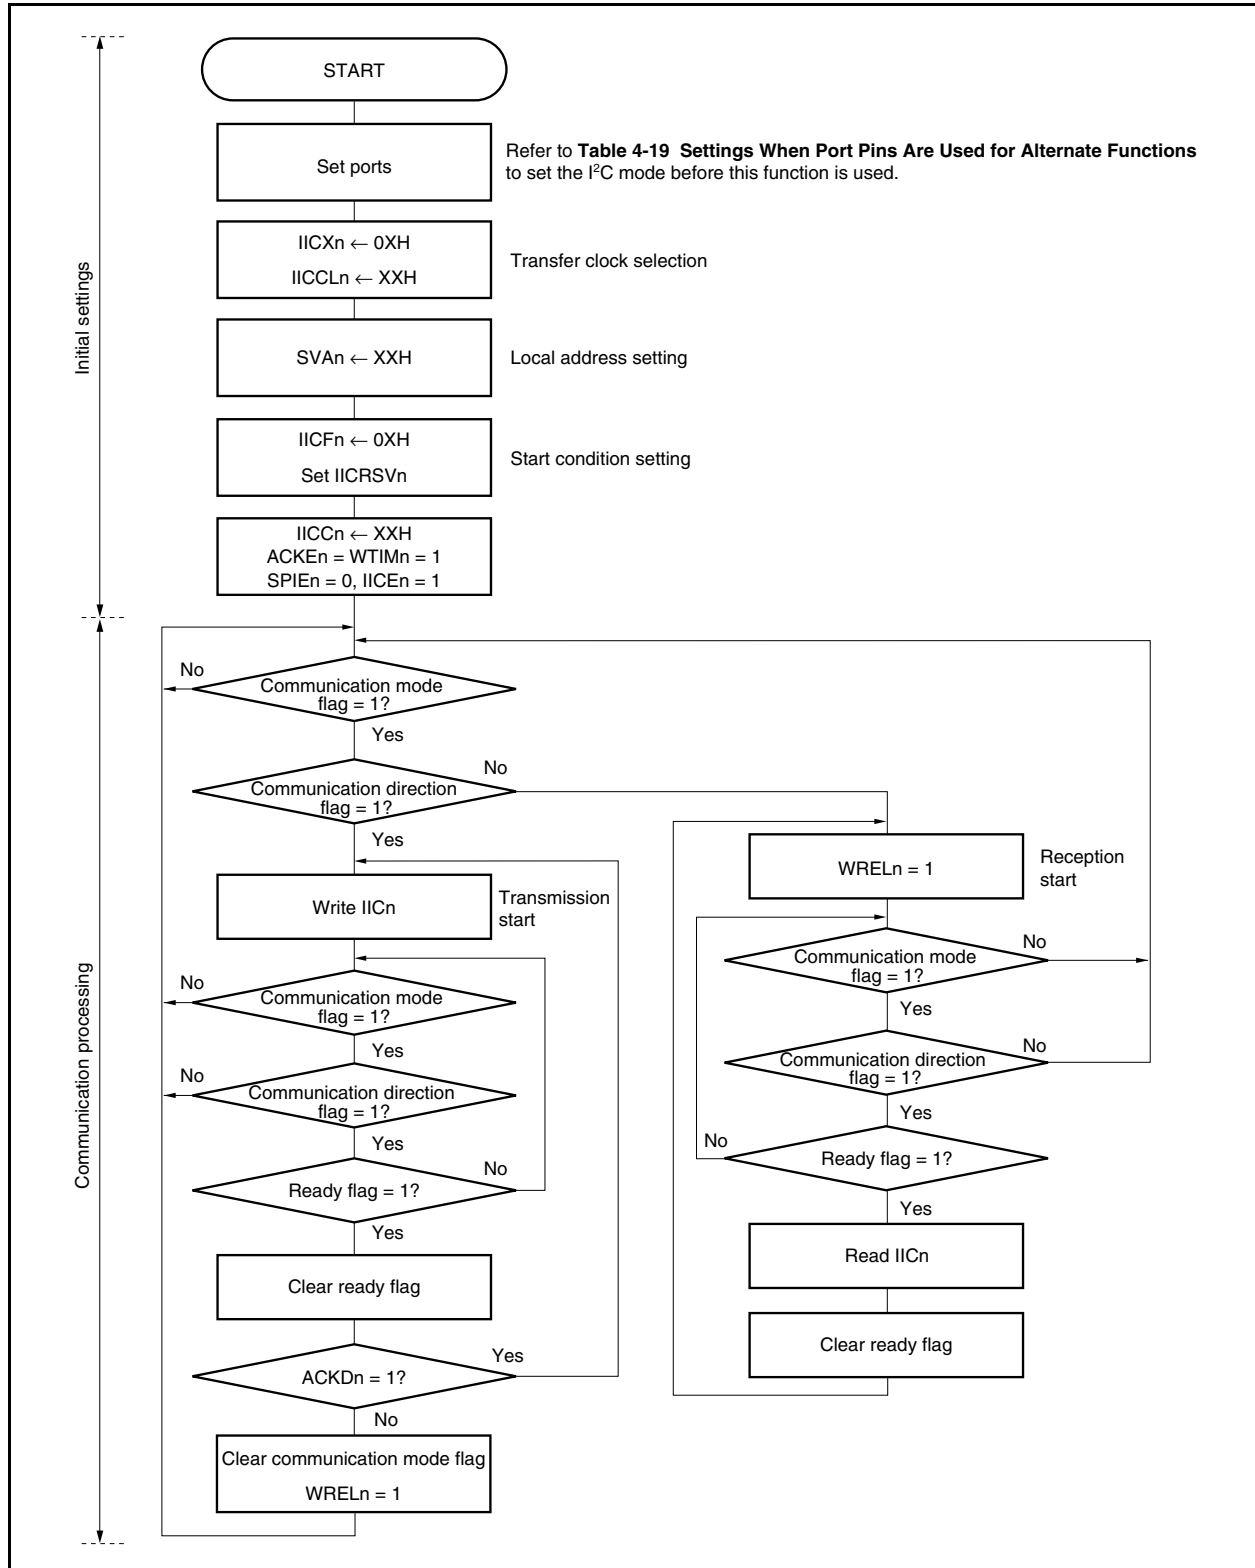 START
Set ports
Refer to Table 4-19 Settings When Port Pins Are Used for Alternate Functions
to set the I²C mode before this function is used.
IICXn ← 0XH
IICCLn ← XXH
Transfer clock selection
Initial settings
SVAn ← XXH
Local address setting
IICFn ← 0XH
Set IICRSVn
Start condition setting
IICCn ← XXH
ACKEn = WTIMn = 1
SPIEn = 0, IICEn = 1
No
Communication mode
flag = 1?
Yes
No
Communication direction
flag = 1?
Yes
Write IICn
Transmission
start
No
Communication mode
flag = 1?
Yes
No
Communication direction
flag = 1?
Yes
No
Ready flag = 1?
Yes
Clear ready flag
Yes
ACKDn = 1?
No
Clear communication mode flag
WRELn = 1
Communication processing
WRELn = 1
Reception
start
No
Communication mode
flag = 1?
Yes
No
Communication direction
flag = 1?
Yes
No
Ready flag = 1?
Yes
Read IICn
Clear ready flag